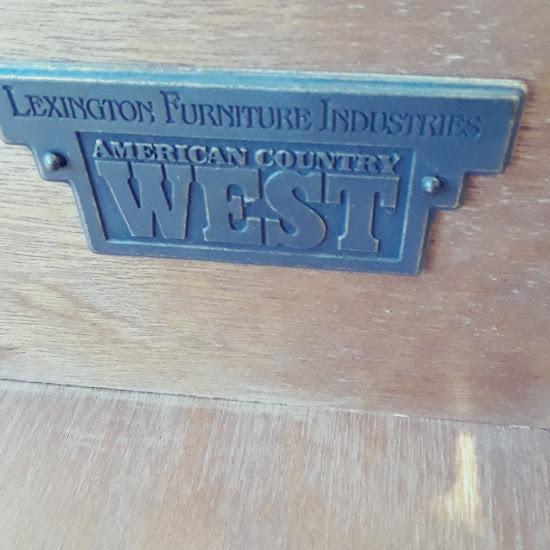 LEXINGTON FURNITURE INDUSTRIES
AMERICAN COUNTRY
WEST